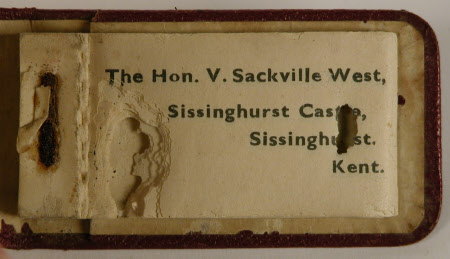 The Hon. V. Sackville West,
Sissinghurst Castle,
Sissinghurst.
Kent.